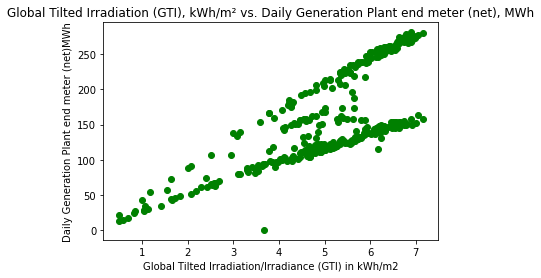 Global Tilted Irradiation (GTI), kWh/m² vs. Daily Generation Plant end meter (net), MWh
Daily Generation Plant end meter (net)MWh
250
200
150
100
50
0
1 2 3 4 5 6 7
Global Tilted Irradiation/Irradiance (GTI) in kWh/m2